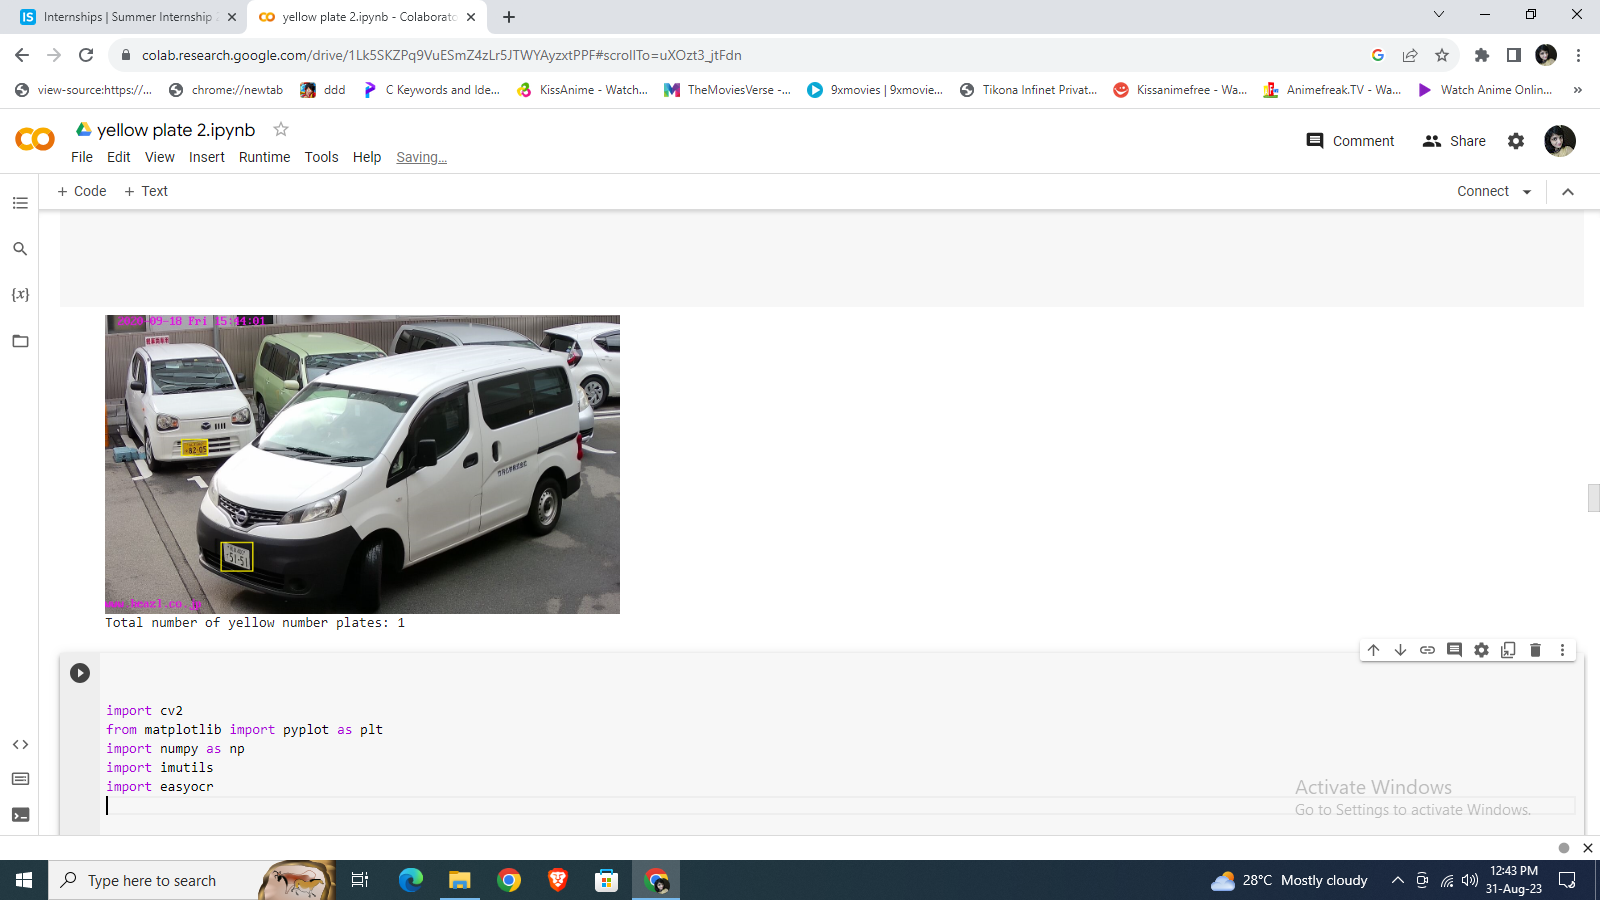 Internships | Summer Internship
yellow plate 2.ipynb - Colaborato
colab.research.google.com/drive/1Lk5SKZPq9VuESmZ4zLr5JTWYAyzxtPPF#scrollTo=uXOzt3_jtFdn
view-source:https://... chrome://newtab ddd C Keywords and Ide... KissAnime - Watch... TheMoviesVerse -... 9xmovies | 9xmovie... Tikona Infinet Privat... Kissanimefree - Wa... Animefreak.TV - Wa... Watch Anime Onlin...
yellow plate 2.ipynb
File Edit View Insert Runtime Tools Help Saving...
Comment Share
+ Code + Text
Connect
{x}
09-18 Fri 15:44:01
82-05
51-51
Total number of yellow number plates: 1
import cv2
from matplotlib import pyplot as plt
import numpy as np
import imutils
import easyocr
Activate Windows
Go to Settings to activate Windows.
Type here to search
28°C Mostly cloudy
12:43 PM
31-Aug-23